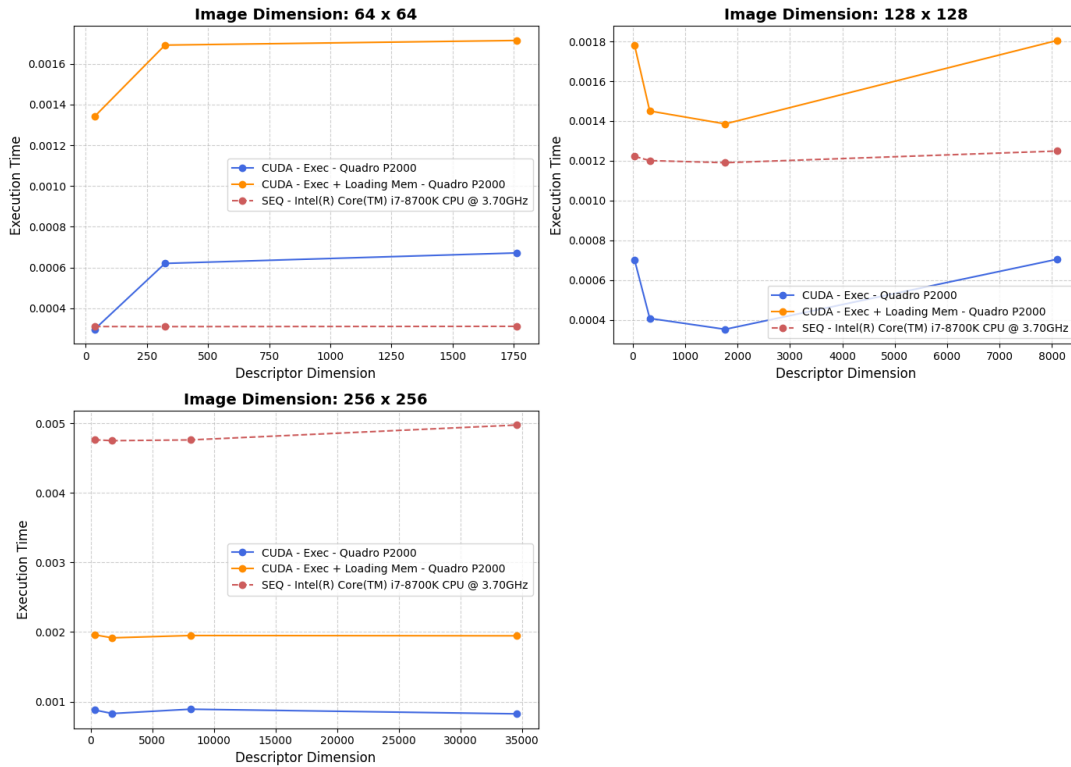 Image Dimension: 64 x 64
0.0016
0.0014
0.0012
0.0010
0.0008
0.0006
0.0004
Execution Time
CUDA - Exec - Quadro P2000
CUDA - Exec + Loading Mem - Quadro P2000
SEQ - Intel(R) Core(TM) i7-8700K CPU @ 3.70GHz
0 250 500 750 1000 1250 1500 1750
Descriptor Dimension
Image Dimension: 128 x 128
0.0018
0.0016
0.0014
0.0012
0.0010
0.0008
0.0006
0.0004
Execution Time
CUDA - Exec - Quadro P2000
CUDA - Exec + Loading Mem - Quadro P2000
SEQ - Intel(R) Core(TM) i7-8700K CPU @ 3.70GHz
0 1000 2000 3000 4000 5000 6000 7000 8000
Descriptor Dimension
Image Dimension: 256 x 256
0.005
0.004
0.003
0.002
0.001
Execution Time
CUDA - Exec - Quadro P2000
CUDA - Exec + Loading Mem - Quadro P2000
SEQ - Intel(R) Core(TM) i7-8700K CPU @ 3.70GHz
0 5000 10000 15000 20000 25000 30000 35000
Descriptor Dimension